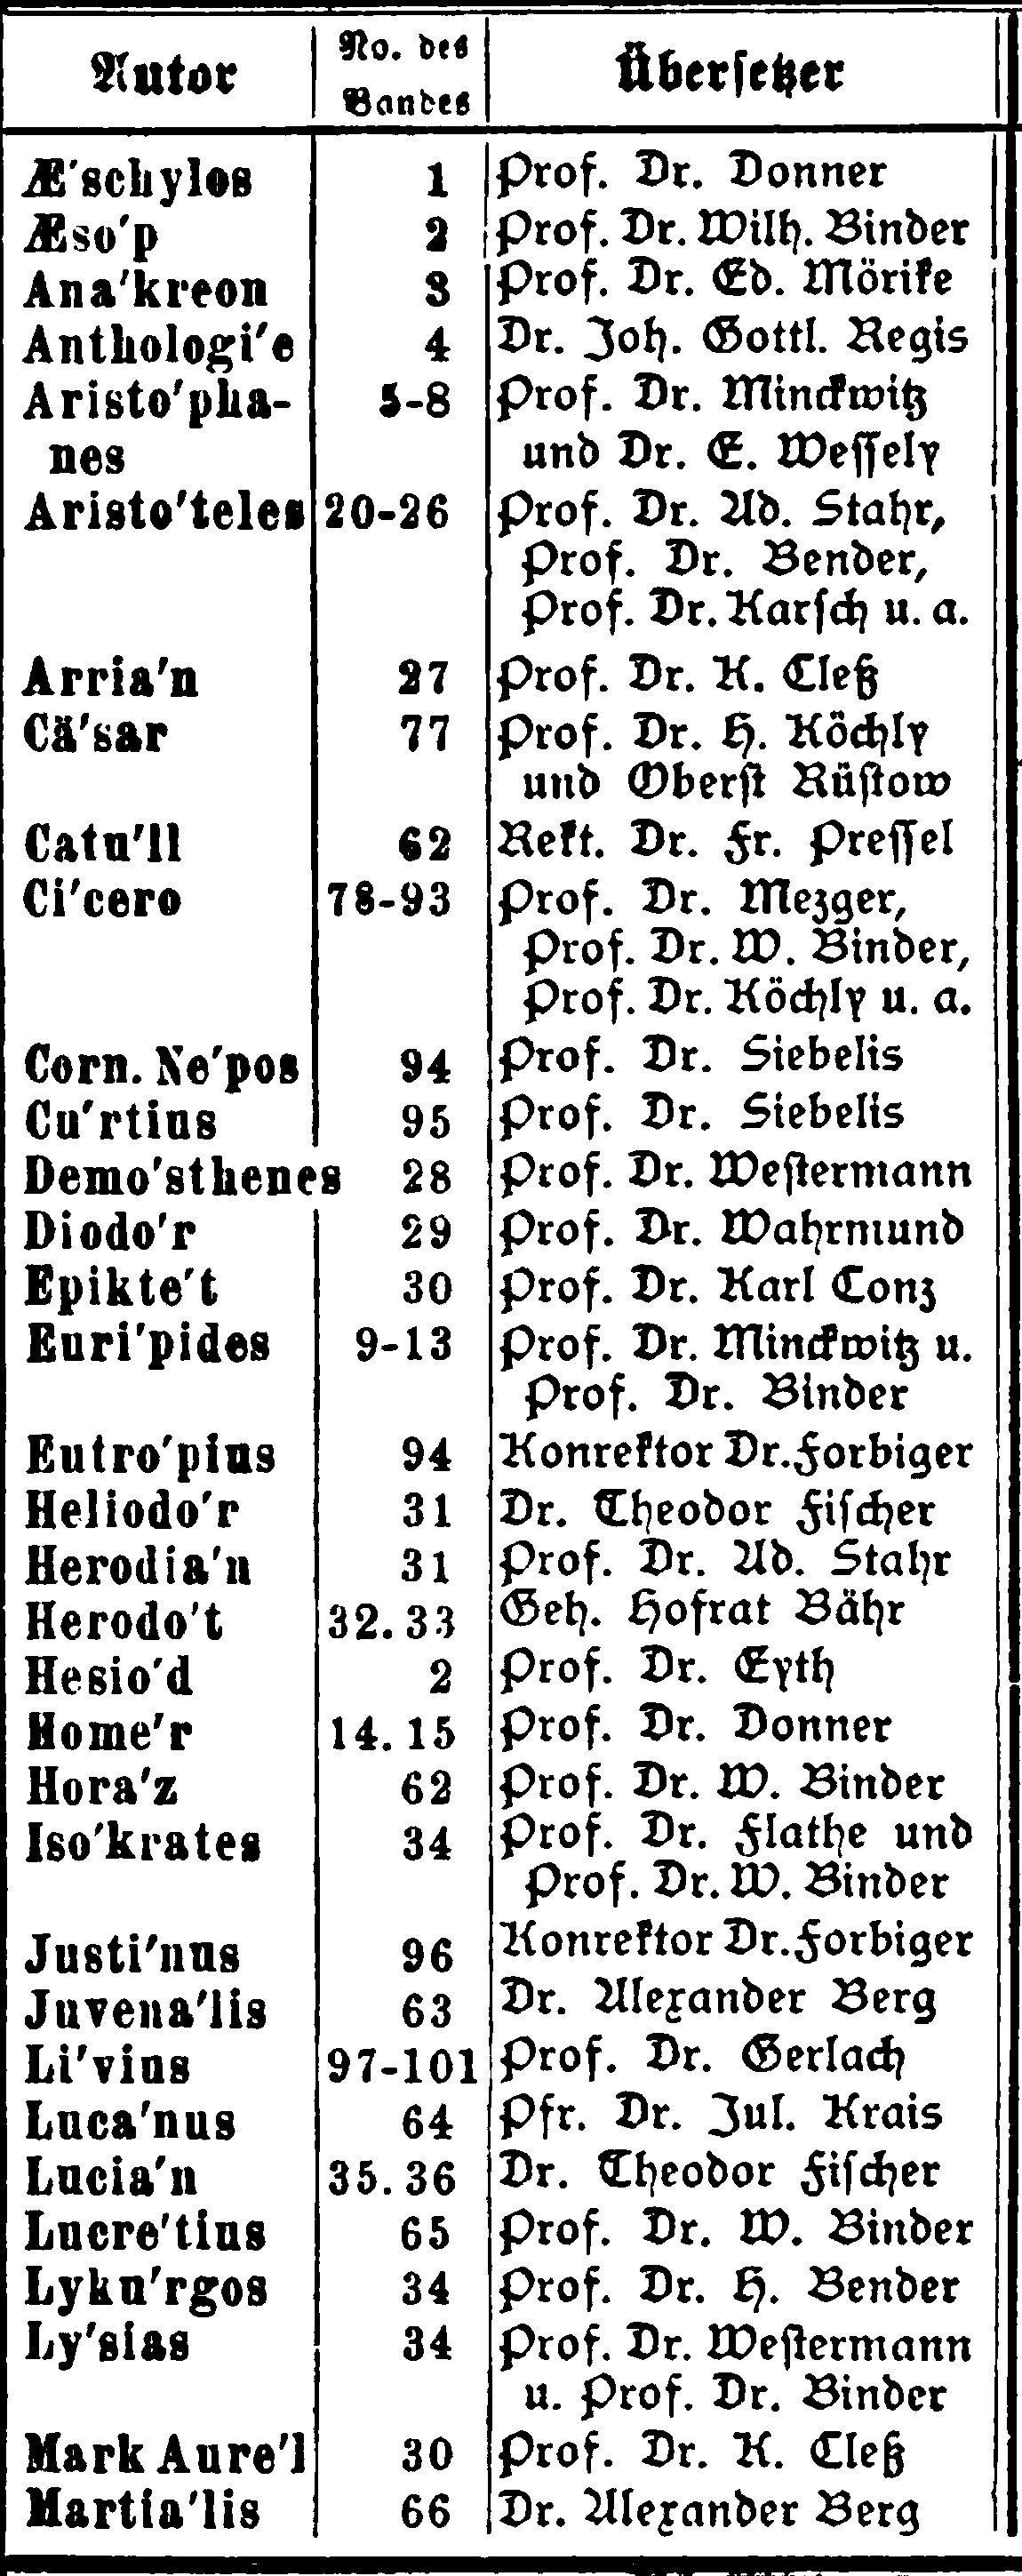 Autor No. des Bandes Übersetzer
Æ'schylos 1 Prof. Dr. Donner
Æso'p 2 Prof. Dr. Wilh. Binder
Ana'kreon 3 Prof. Dr. Ed. Mörike
Anthologi'e 4 Dr. Joh. Gottl. Regis
Aristo'pha- 5-8 Prof. Dr. Minckwitz
nes und Dr. E. Wessely
Aristo'teles 20-26 Prof. Dr. Ad. Stahr,
Prof. Dr. Bender,
Prof. Dr. Karsch u. a.
Arria'n 27 Prof. Dr. K. Cleß
Cä'sar 77 Prof. Dr. H. Köchly
und Oberst Rüstow
Catu'll 62 Rekt. Dr. Fr. Pressel
Ci'cero 78-93 Prof. Dr. Mezger,
Prof. Dr. W. Binder,
Prof. Dr. Köchly u. a.
Corn. Ne'pos 94 Prof. Dr. Siebelis
Cu'rtius 95 Prof. Dr. Siebelis
Demo'sthenes 28 Prof. Dr. Westermann
Diodo'r 29 Prof. Dr. Wahrmund
Epikte't 30 Prof. Dr. Karl Conz
Euri'pides 9-13 Prof. Dr. Minckwitz u.
Prof. Dr. Binder
Eutro'pius 94 Konrektor Dr. Forbiger
Heliodo'r 31 Dr. Theodor Fischer
Herodia'n 31 Prof. Dr. Ad. Stahr
Herodo't 32. 33 Geh. Hofrat Bähr
Hesio'd 2 Prof. Dr. Eyth
Home'r 14. 15 Prof. Dr. Donner
Hora'z 62 Prof. Dr. W. Binder
Iso'krates 34 Prof. Dr. Flathe und
Prof. Dr. W. Binder
Justi'nus 96 Konrektor Dr. Forbiger
Juvena'lis 63 Dr. Alexander Berg
Li'vius 97-101 Prof. Dr. Gerlach
Luca'nus 64 Pfr. Dr. Jul. Krais
Lucia'n 35. 36 Dr. Theodor Fischer
Lucre'tius 65 Prof. Dr. W. Binder
Lyku'rgos 34 Prof. Dr. H. Bender
Ly'sias 34 Prof. Dr. Westermann
u. Prof. Dr. Binder
Mark Aure'l 30 Prof. Dr. K. Cleß
Martia'lis 66 Dr. Alexander Berg